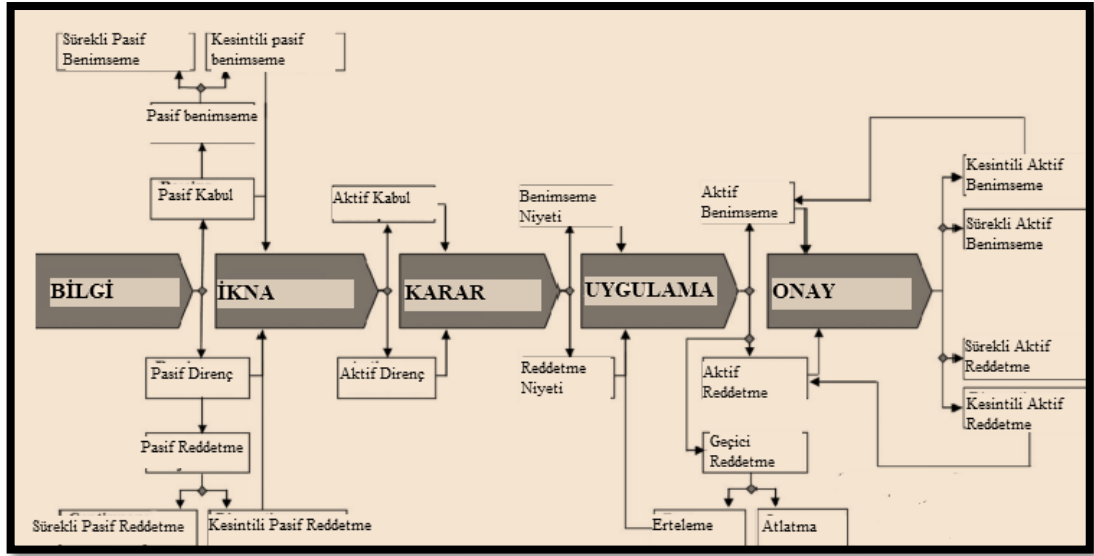 Sürekli Pasif
Benimseme
Kesintili pasif
benimseme
Pasif benimseme
Pasif Kabul
Aktif Kabul
Benimseme
Niyeti
Aktif
Benimseme
Kesintili Aktif
Benimseme
Sürekli Aktif
Benimseme
BİLGİ
İKNA
KARAR
UYGULAMA
ONAY
Pasif Direnç
Aktif Direnç
Reddetme
Niyeti
Aktif
Reddetme
Sürekli Aktif
Reddetme
Kesintili Aktif
Reddetme
Pasif Reddetme
Geçici
Reddetme
Sürekli Pasif Reddetme
Kesintili Pasif Reddetme
Erteleme
Atlatma